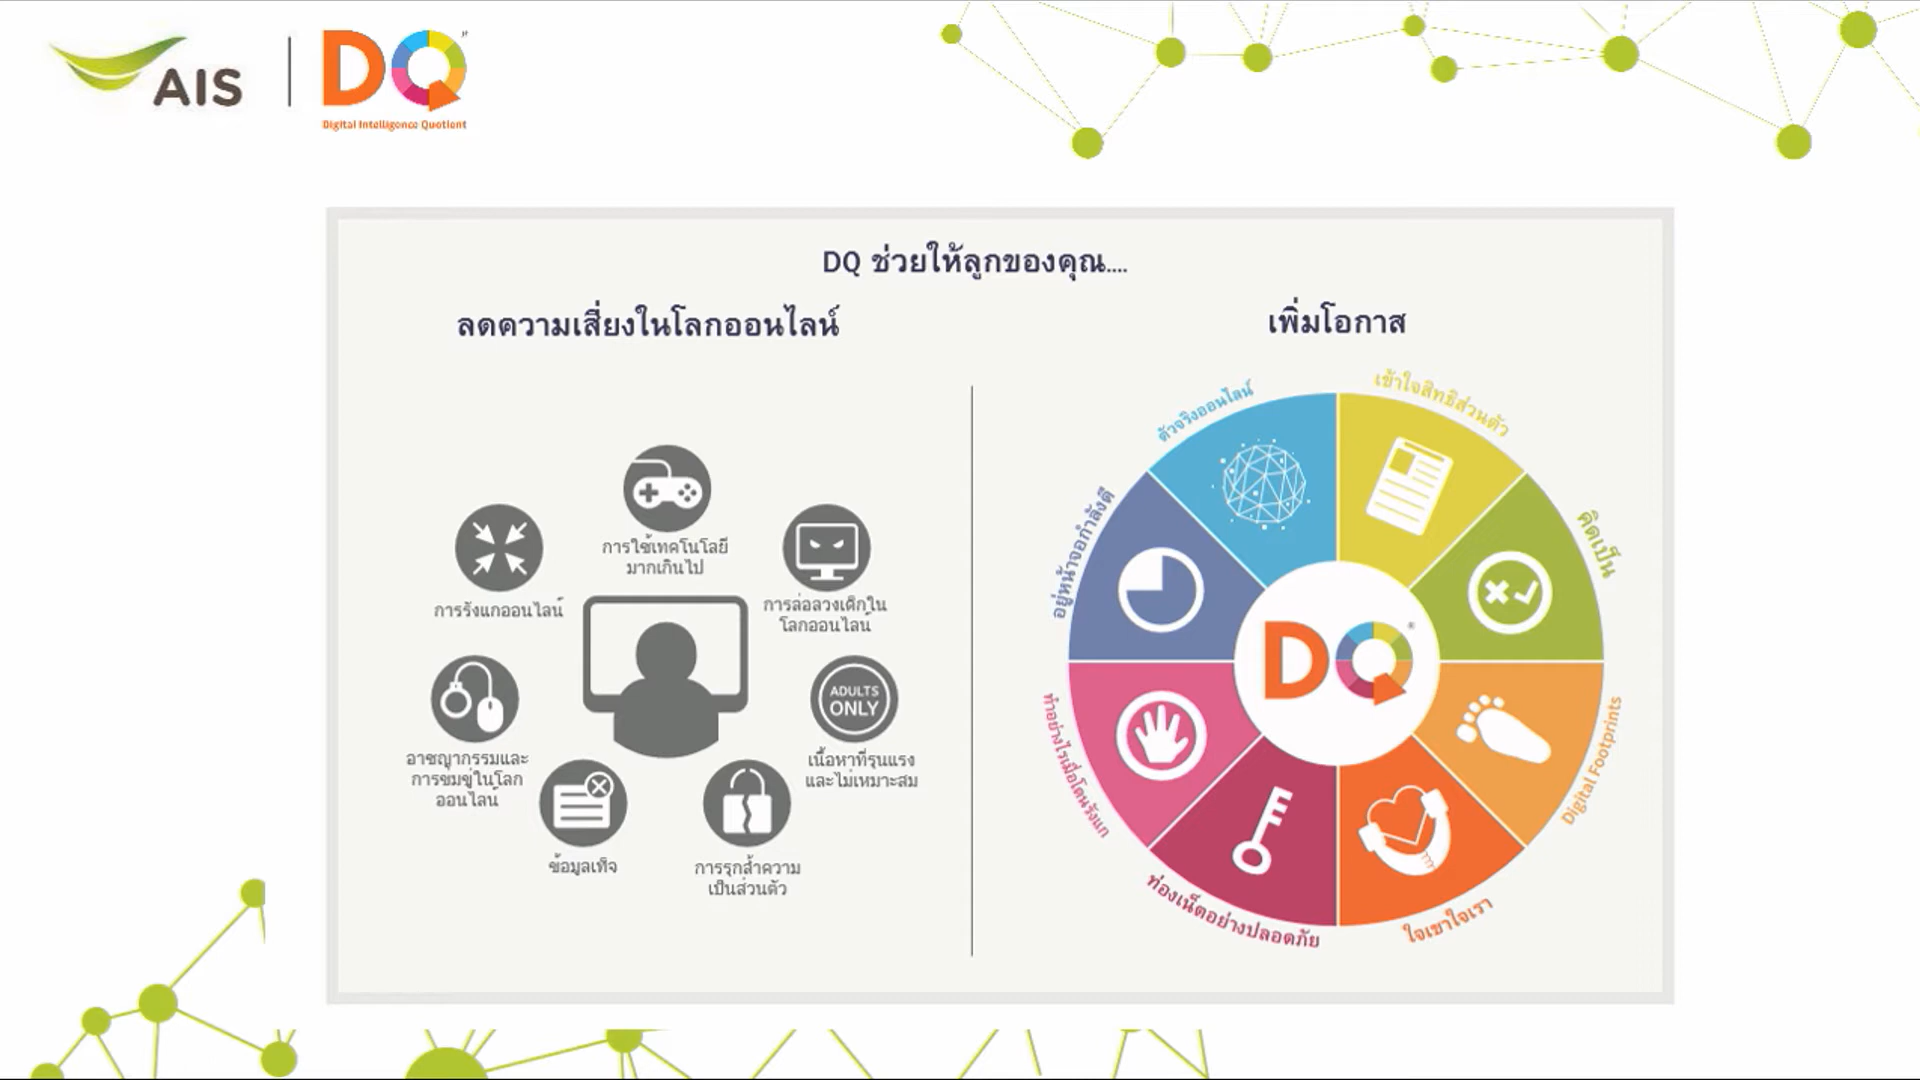 AIS
DQ
Digital Intelligence Quotient
DQ ช่วยให้ลูกของคุณ....
ลดความเสี่ยงในโลกออนไลน์
การใช้เทคโนโลยี
มากเกินไป
การรังแกออนไลน์
การล่อลวงเด็กใน
โลกออนไลน์
ADULTS
ONLY
อาชญากรรมและ
การข่มขู่ในโลก
ออนไลน์
เนื้อหาที่รุนแรง
และไม่เหมาะสม
ข้อมูลเท็จ
การรุกล้ำความ
เป็นส่วนตัว
เพิ่มโอกาส
ตัวจริงออนไลน์
เข้าใจสิทธิส่วนตัว
คิดเป็น
Digital Footprints
ใจเขาใจเรา
ท่องเน็ตอย่างปลอดภัย
ทำอย่างไรเมื่อโดนรังแก
อยู่หน้าจอกำลังดี
DQ